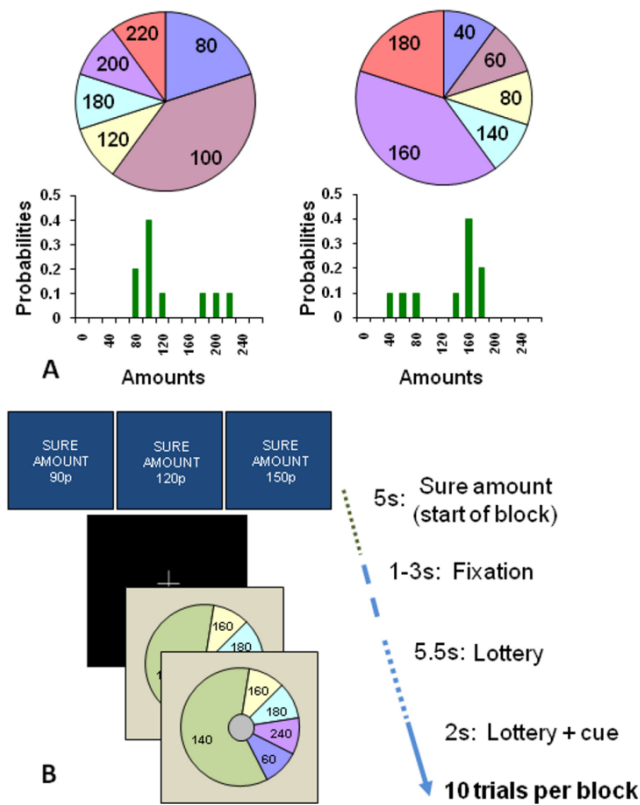 220
80
200
180
120
100
180
40
60
80
140
160
Probabilities
0.5
0.4
0.3
0.2
0.1
0
0
40
80
120
160
200
240
Amounts
Probabilities
0.5
0.4
0.3
0.2
0.1
0
0
40
80
120
160
200
240
Amounts
A
SURE
AMOUNT
90p
SURE
AMOUNT
120p
SURE
AMOUNT
150p
5s: Sure amount
(start of block)
1-3s: Fixation
160
180
5.5s: Lottery
160
180
140
240
60
2s: Lottery + cue
B
10 trials per block